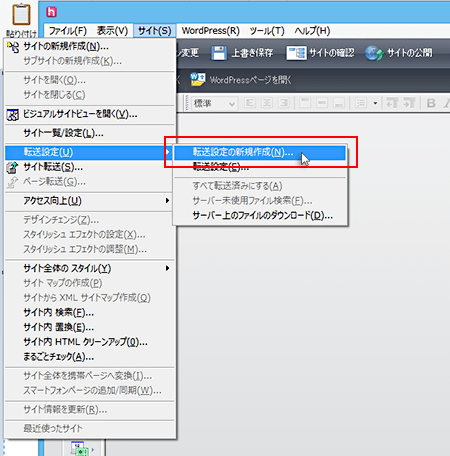 貼り付け
ファイル(F) 表示(V) サイト(S) WordPress(R) ツール(T) ヘルプ(H)
ン変更 上書き保存 サイトの確認 サイトの公開
く WordPressページを開く
標準
B
サイトの新規作成(N)...
サブサイトの新規作成(K)...
サイトを開く(O)...
サイトを閉じる(C)
ビジュアルサイトビューを開く(V)...
サイト一覧/設定(L)...
転送設定(U)
転送設定の新規作成(N)...
サイト転送(S)...
転送設定(E)...
ページ転送(G)...
すべて転送済みにする(A)
アクセス向上(U)
サーバー未使用ファイル検索(F)...
デザインチェンジ(Z)...
サーバー上のファイルのダウンロード(D)...
スタイリッシュ エフェクトの設定(X)...
スタイリッシュ エフェクトの調整(M)...
サイト全体の スタイル(Y)
サイト マップの作成(P)
サイトから XML サイトマップ作成(Q)
サイト内 検索(F)...
サイト内 置換(E)...
サイト内 HTML クリーンアップ(0)...
まるごとチェック(A)...
サイト全体を携帯ページへ変換(I)...
スマートフォンページの追加/同期(W)...
サイト情報を更新(R)...
最近使ったサイト